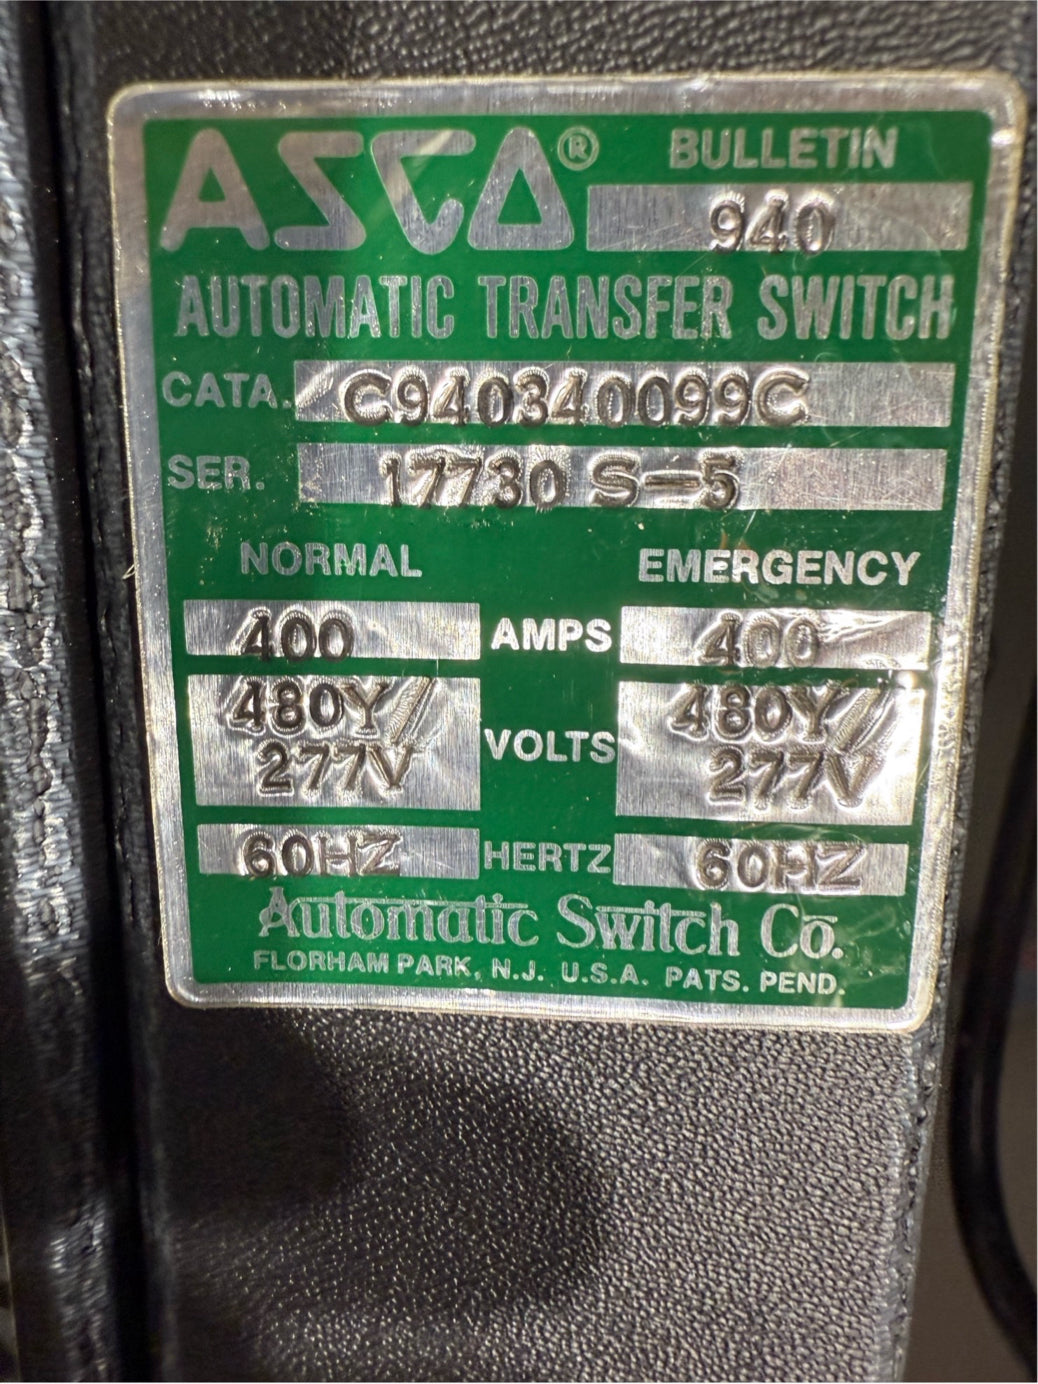 ASCO® BULLETIN
940
AUTOMATIC TRANSFER SWITCH
CATA. C940340099C
SER. 17730 S-5
NORMAL EMERGENCY
400 AMPS 400
480Y/ 480Y/
277V VOLTS 277V
60HZ HERTZ 60HZ
Automatic Switch Co.
FLORHAM PARK, N.J. U.S.A. PATS. PEND.